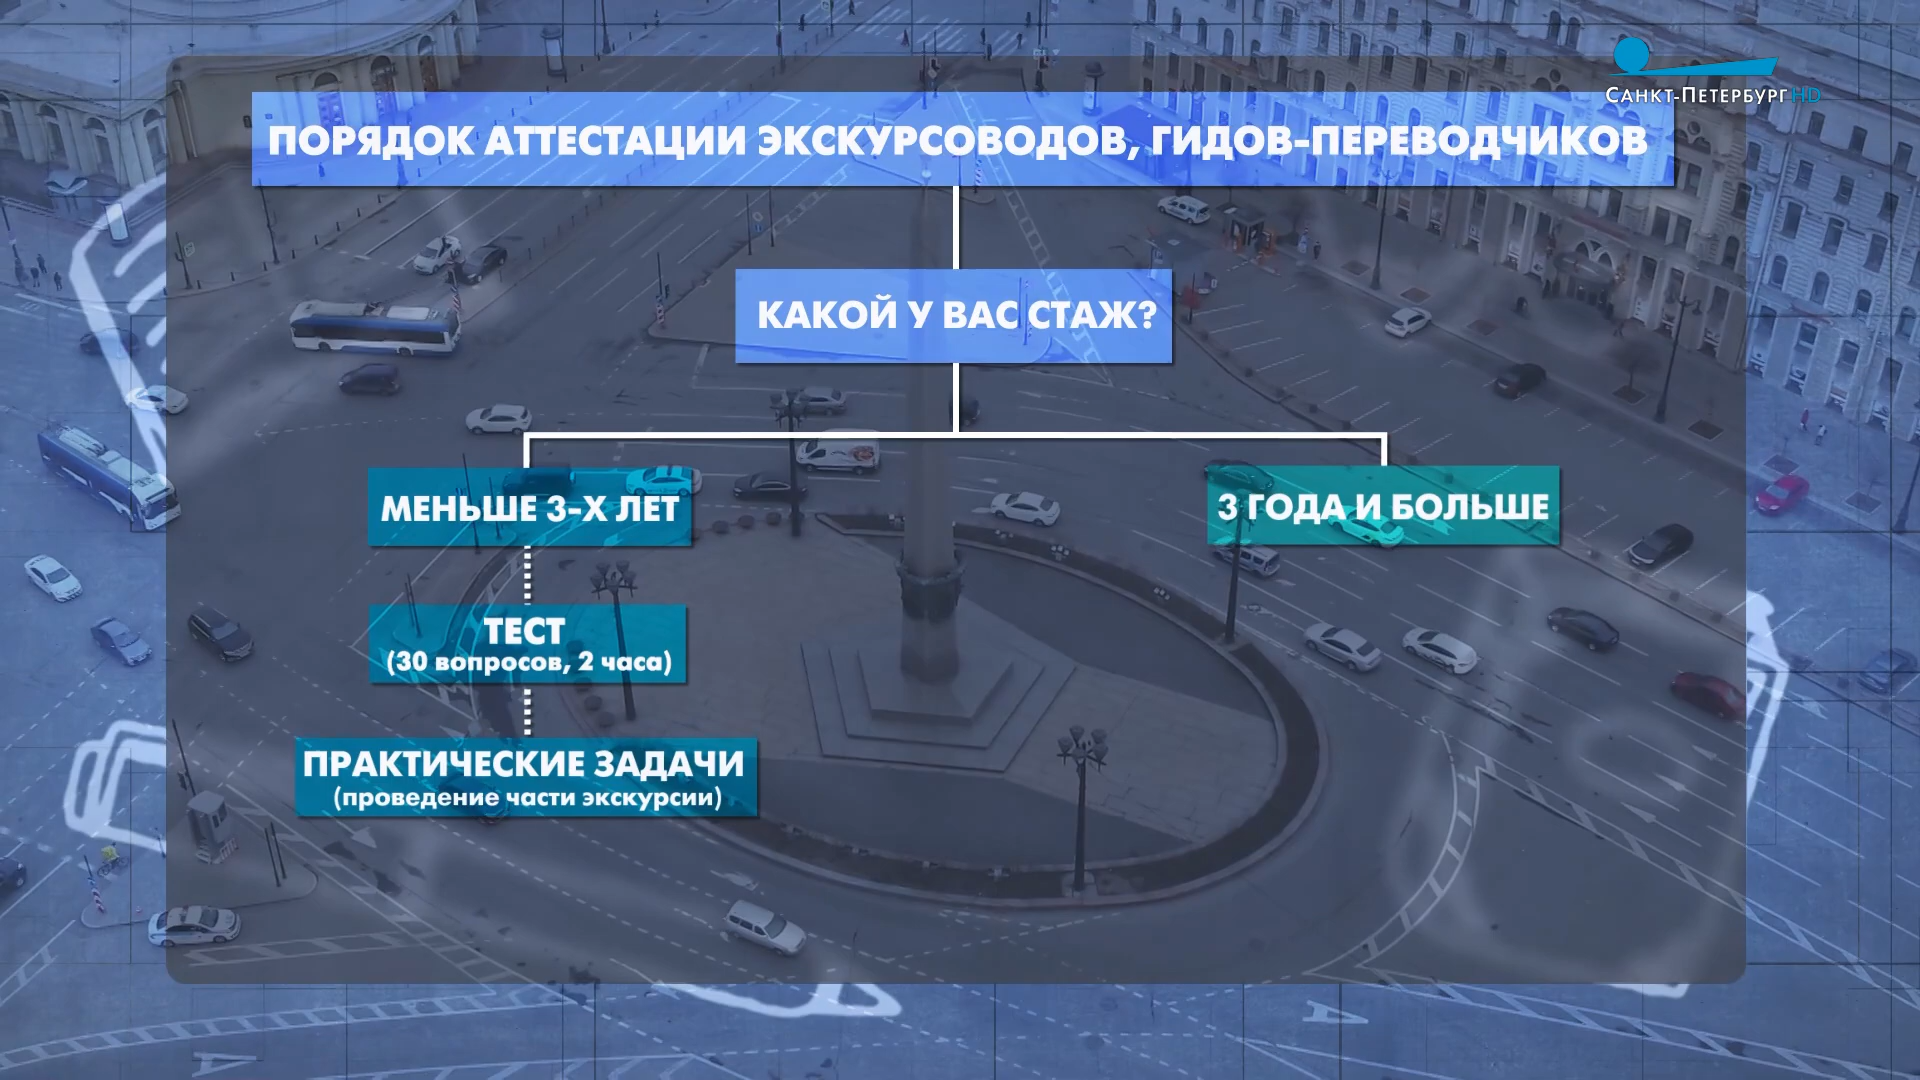 Санкт-Петербург HD
ПОРЯДОК АТТЕСТАЦИИ ЭКСКУРСОВОДОВ, ГИДОВ-ПЕРЕВОДЧИКОВ
КАКОЙ У ВАС СТАЖ?
МЕНЬШЕ 3-Х ЛЕТ
3 ГОДА И БОЛЬШЕ
ТЕСТ
(30 вопросов, 2 часа)
ПРАКТИЧЕСКИЕ ЗАДАЧИ
(проведение части экскурсии)